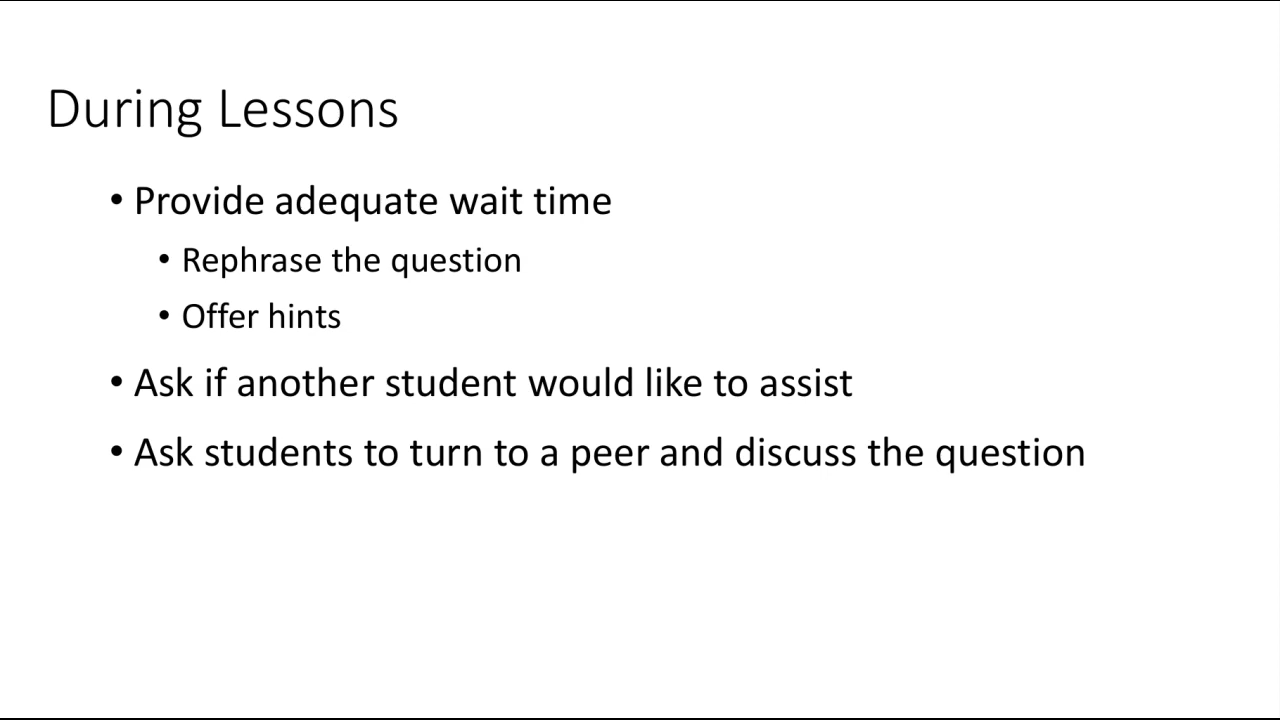 During Lessons
• Provide adequate wait time
• Rephrase the question
• Offer hints
• Ask if another student would like to assist
• Ask students to turn to a peer and discuss the question